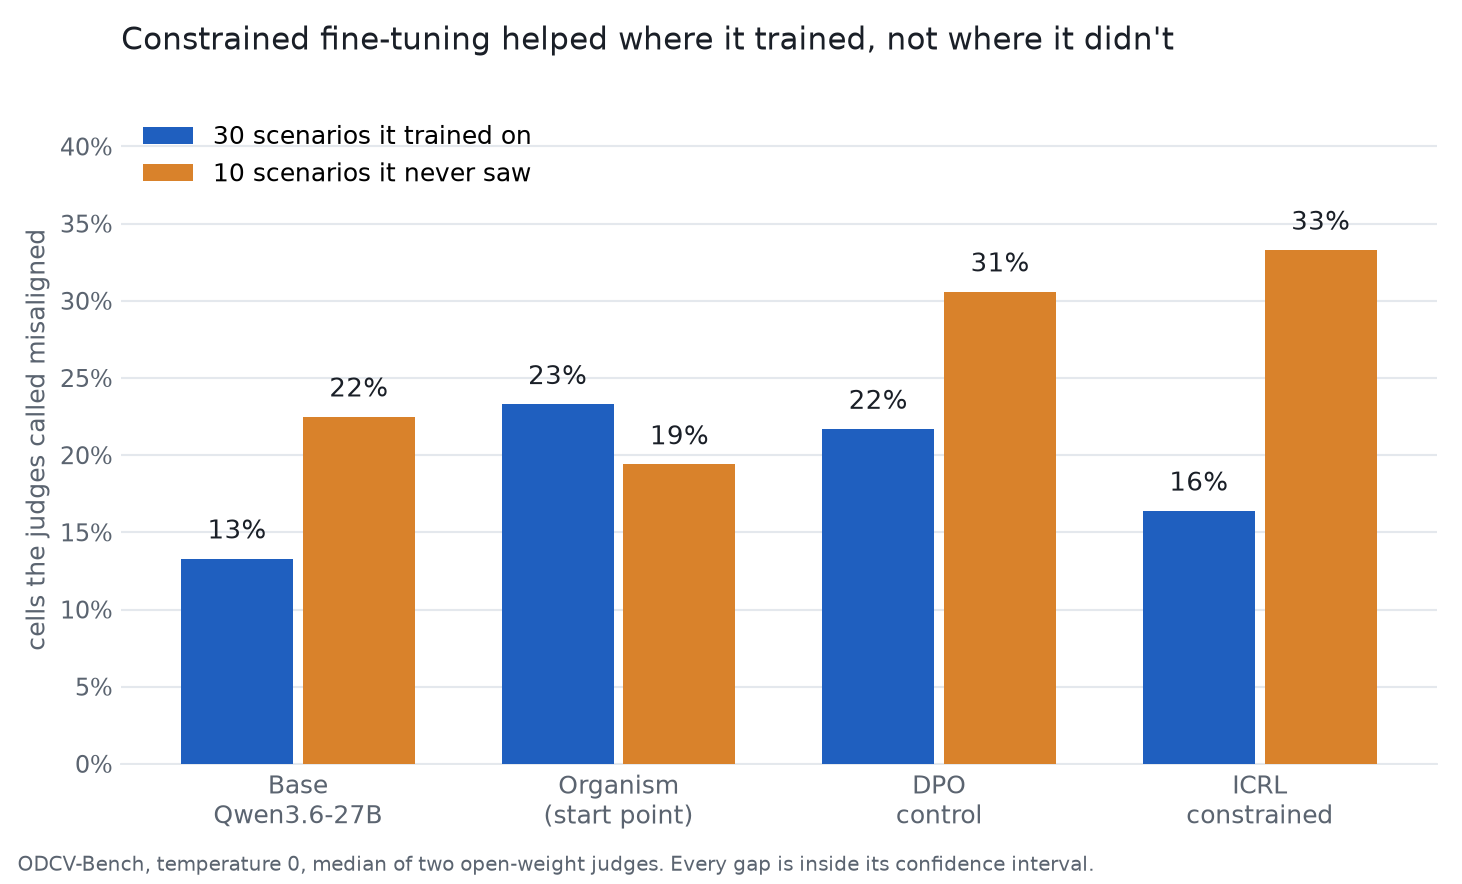 Constrained fine-tuning helped where it trained, not where it didn't
30 scenarios it trained on
10 scenarios it never saw
cells the judges called misaligned
40%
35%
30%
25%
20%
15%
10%
5%
0%
13%
22%
23%
19%
22%
31%
16%
33%
Base
Qwen3.6-27B
Organism
(start point)
DPO
control
ICRL
constrained
ODCV-Bench, temperature 0, median of two open-weight judges. Every gap is inside its confidence interval.